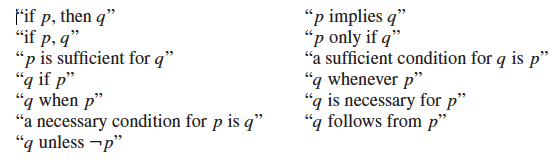 “if p, then q”
“if p, q”
“p is sufficient for q”
“q if p”
“q when p”
“a necessary condition for p is q”
“q unless ¬p”
“p implies q”
“p only if q”
“a sufficient condition for q is p”
“q whenever p”
“q is necessary for p”
“q follows from p”